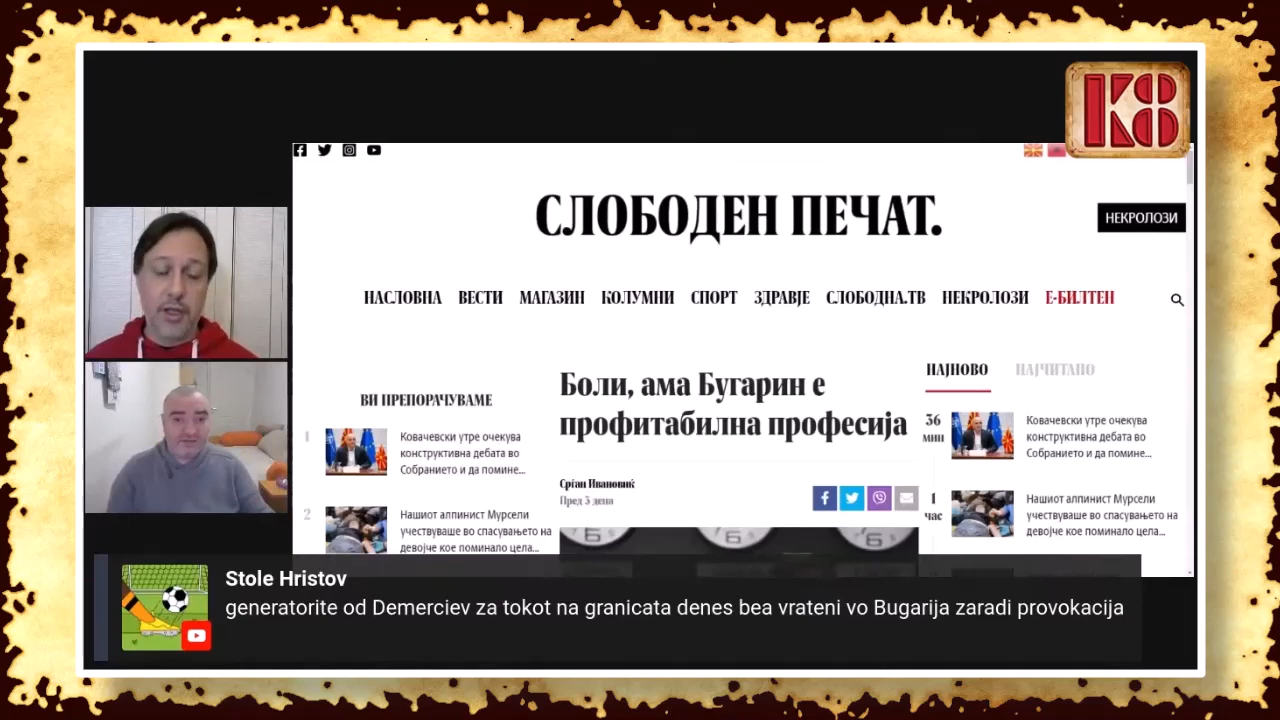 K8
СЛОБОДЕН ПЕЧАТ.
НЕКРОЛОЗИ
НАСЛОВНА ВЕСТИ МАГАЗИН КОЛУМНИ СПОРТ ЗДРАВЈЕ СЛОБОДНА.ТВ НЕКРОЛОЗИ Е-БИЛТЕН
ВИ ПРЕПОРАЧУВАМЕ
1
Ковачевски утре очекува
конструктивна дебата во
Собранието и да помине...
2
Нашиот алпинист Мурсели
учествуваше во спасувањето на
девојче кое поминало цела...
Боли, ама Бугарин е
профитабилна професија
Срѓан Ивановиќ
Пред 3 дена
НАЈНОВО НАЈЧИТАНО
36
мин
Ковачевски утре очекува
конструктивна дебата во
Собранието и да помине...
1
час
Нашиот алпинист Мурсели
учествуваше во спасувањето на
девојче кое поминало цела...
Stole Hristov
generatorite od Demerciev za tokot na granicata denes bea vrateni vo Bugarija zaradi provokacija